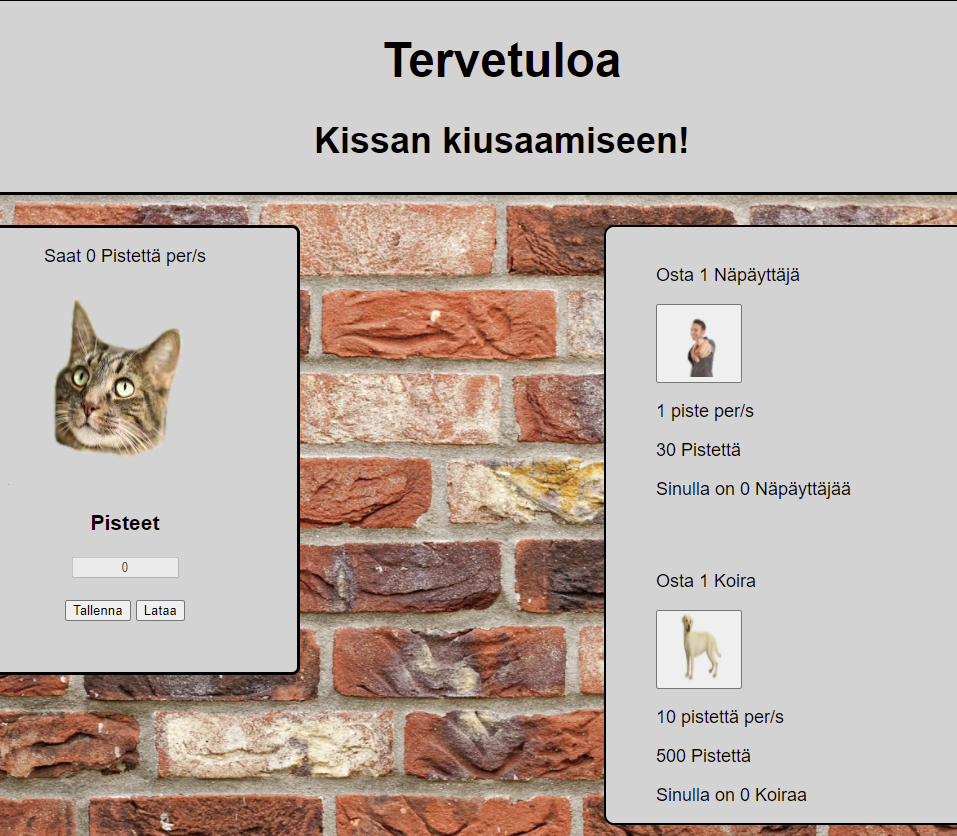 Tervetuloa
Kissan kiusaamiseen!
Saat 0 Pistettä per/s
Pisteet
0
Tallenna Lataa
Osta 1 Näpäyttäjä
1 piste per/s
30 Pistettä
Sinulla on 0 Näpäyttäjää
Osta 1 Koira
10 pistettä per/s
500 Pistettä
Sinulla on 0 Koiraa